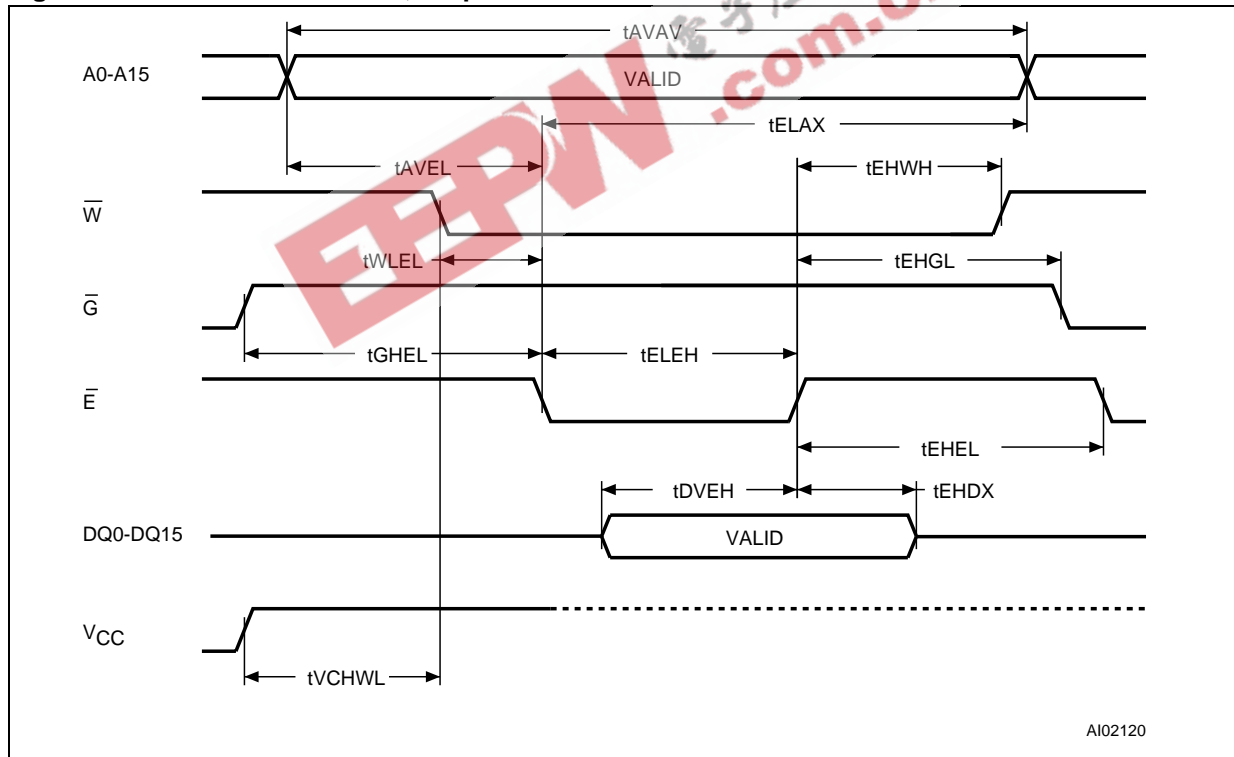 tAVAV
A0-A15
VALID
tELAX
tAVEL
tEHWH
W
tWLEL
tEHGL
G
tGHEL
tELEH
E
tEHEL
tDVEH
tEHDX
DQ0-DQ15
VALID
VCC
tVCHWL
AI02120
EEPW
.com.c